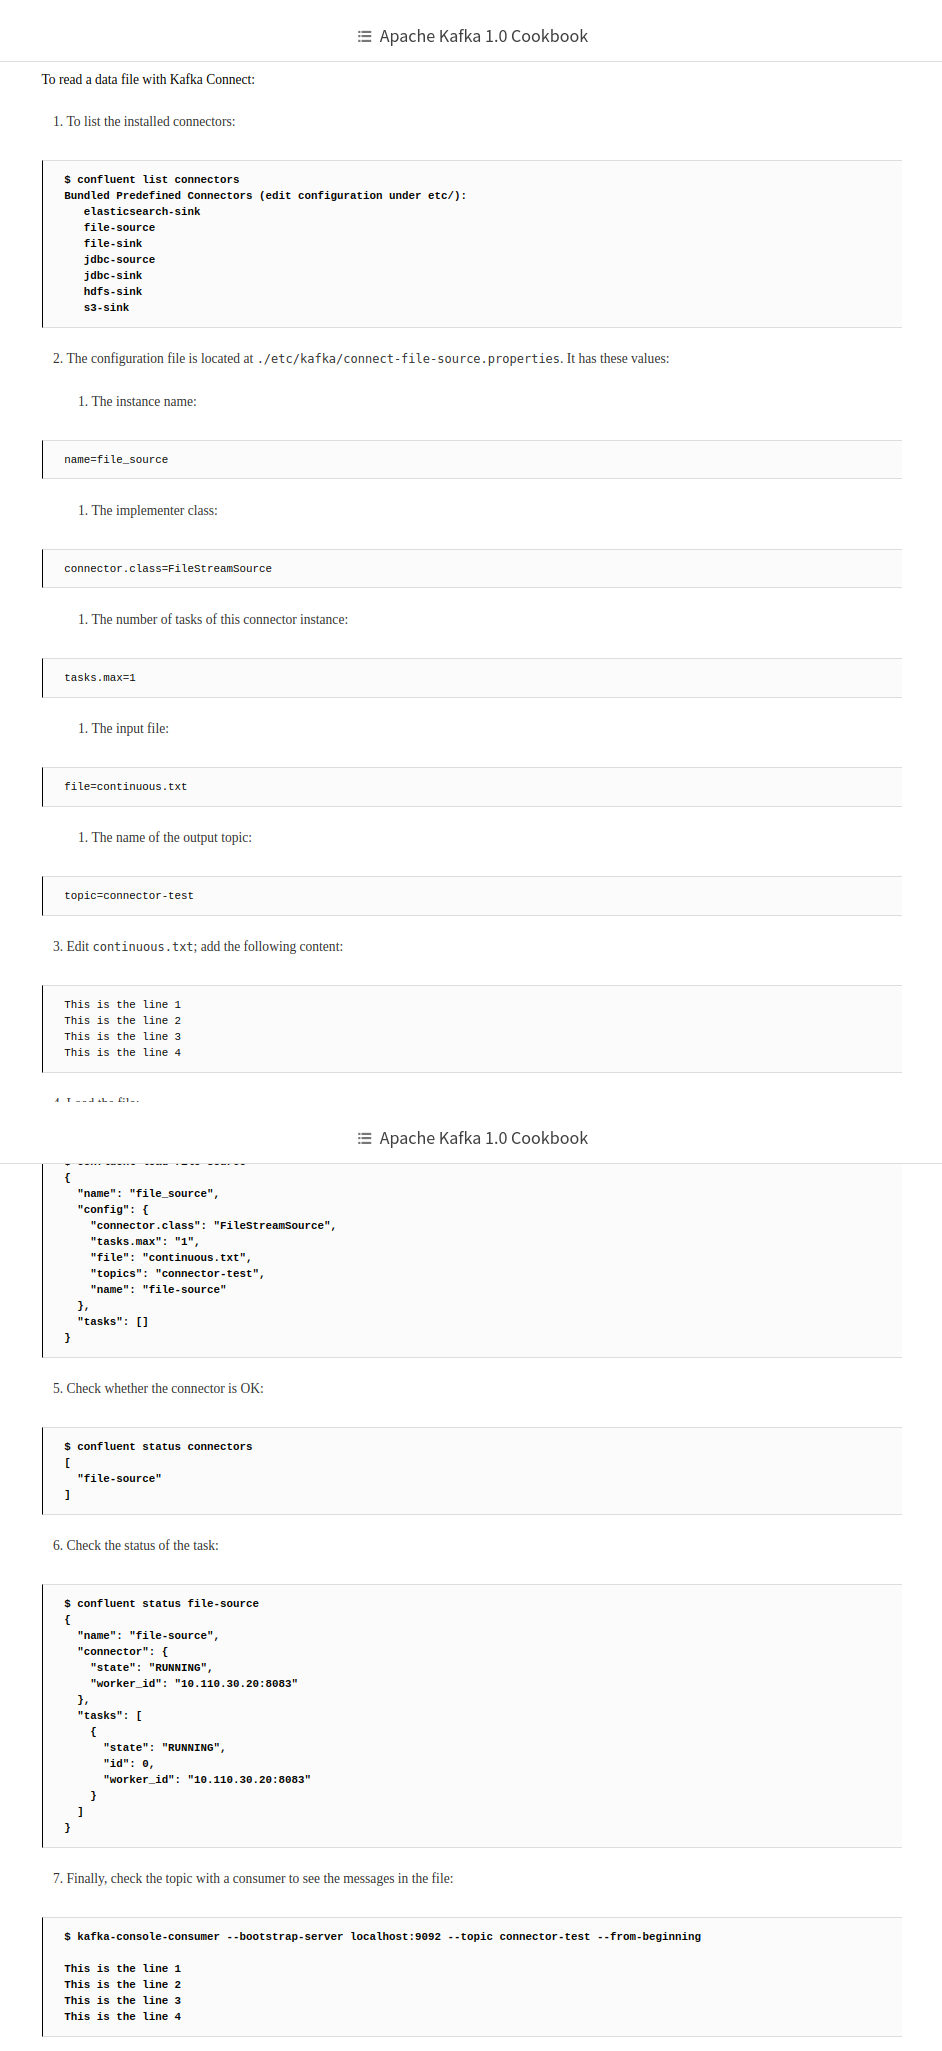 Apache Kafka 1.0 Cookbook
To read a data file with Kafka Connect:
1. To list the installed connectors:
$ confluent list connectors
Bundled Predefined Connectors (edit configuration under etc/):
   elasticsearch-sink
   file-source
   file-sink
   jdbc-source
   jdbc-sink
   hdfs-sink
   s3-sink
2. The configuration file is located at ./etc/kafka/connect-file-source.properties. It has these values:
1. The instance name:
name=file_source
1. The implementer class:
connector.class=FileStreamSource
1. The number of tasks of this connector instance:
tasks.max=1
1. The input file:
file=continuous.txt
1. The name of the output topic:
topic=connector-test
3. Edit continuous.txt; add the following content:
This is the line 1
This is the line 2
This is the line 3
This is the line 4
4. Load the file:
Apache Kafka 1.0 Cookbook
$ confluent load file-source
{
  "name": "file_source",
  "config": {
    "connector.class": "FileStreamSource",
    "tasks.max": "1",
    "file": "continuous.txt",
    "topics": "connector-test",
    "name": "file-source"
  },
  "tasks": []
}
5. Check whether the connector is OK:
$ confluent status connectors
[
  "file-source"
]
6. Check the status of the task:
$ confluent status file-source
{
  "name": "file-source",
  "connector": {
    "state": "RUNNING",
    "worker_id": "10.110.30.20:8083"
  },
  "tasks": [
    {
      "state": "RUNNING",
      "id": 0,
      "worker_id": "10.110.30.20:8083"
    }
  ]
}
7. Finally, check the topic with a consumer to see the messages in the file:
$ kafka-console-consumer --bootstrap-server localhost:9092 --topic connector-test --from-beginning
This is the line 1
This is the line 2
This is the line 3
This is the line 4